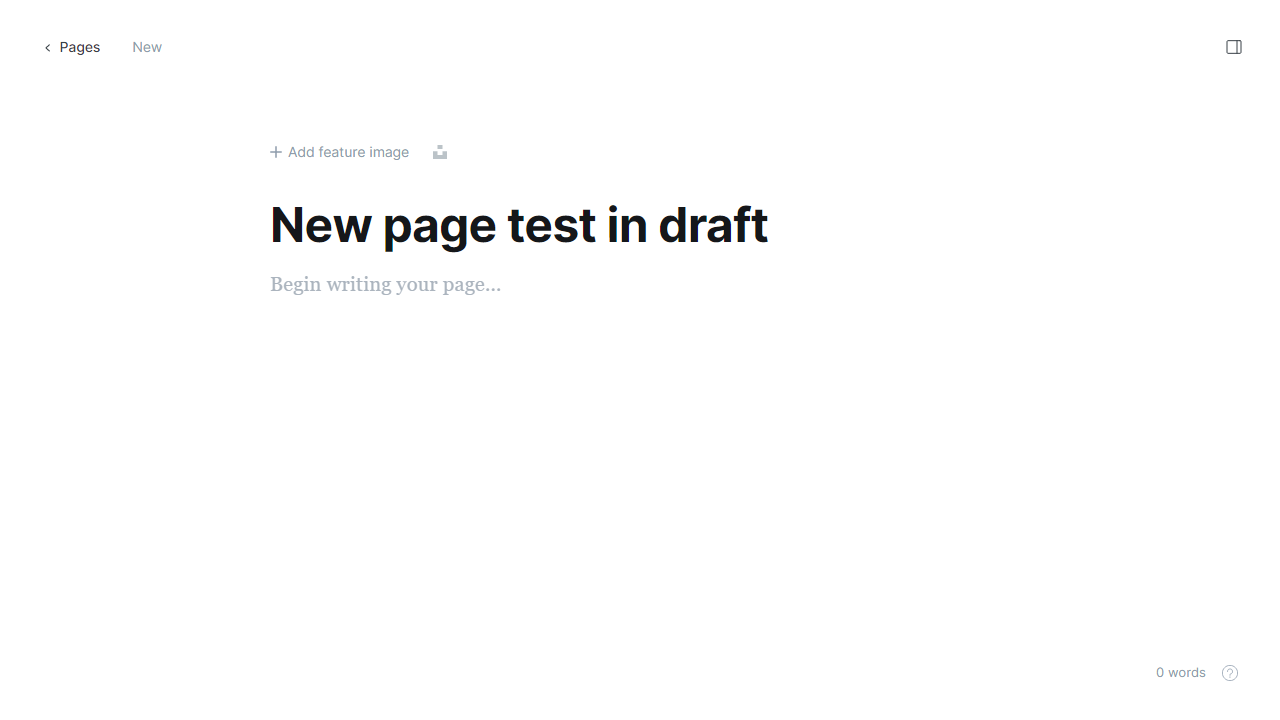 Pages
New
Add feature image
New page test in draft
Begin writing your page...
0 words